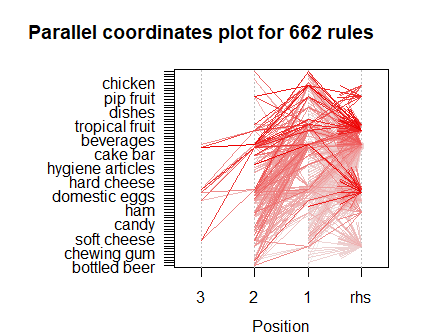 Parallel coordinates plot for 662 rules
chicken
pip fruit
dishes
tropical fruit
beverages
cake bar
hygiene articles
hard cheese
domestic eggs
ham
candy
soft cheese
chewing gum
bottled beer
3 2 1 rhs
Position